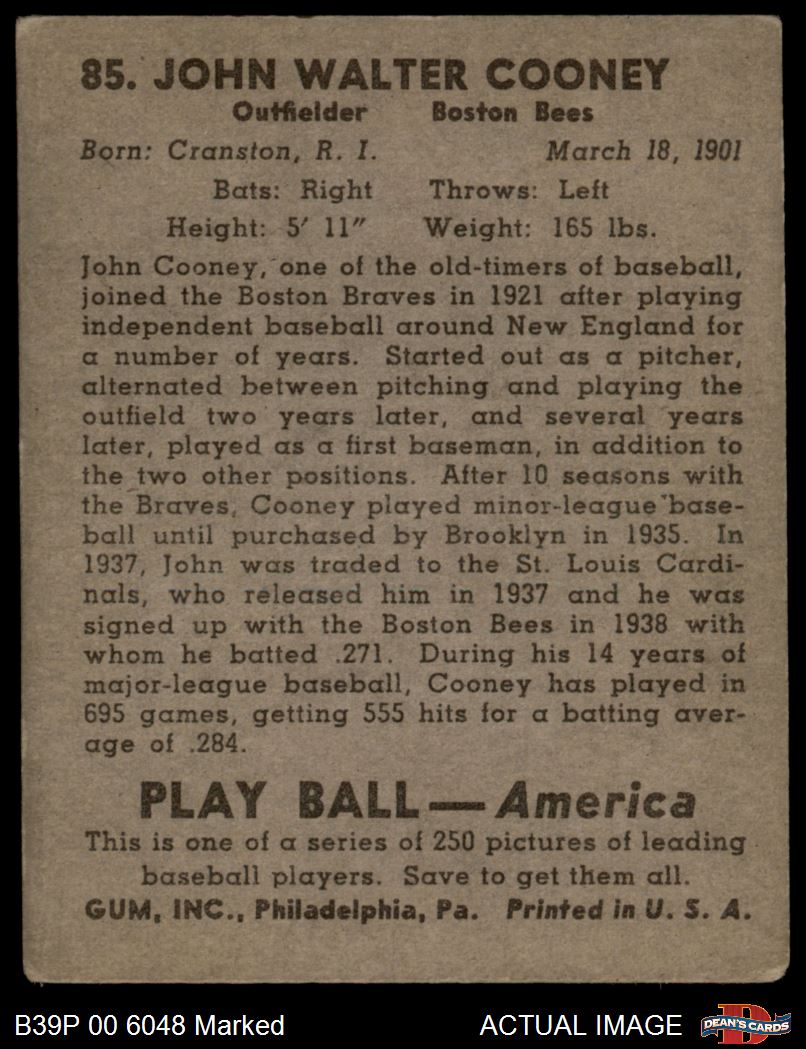 85. JOHN WALTER COONEY
Outfielder Boston Bees
Born: Cranston, R. I. March 18, 1901
Bats: Right Throws: Left
Height: 5′ 11″ Weight: 165 lbs.
John Cooney, one of the old-timers of baseball,
joined the Boston Braves in 1921 after playing
independent baseball around New England for
a number of years. Started out as a pitcher,
alternated between pitching and playing the
outfield two years later, and several years
later, played as a first baseman, in addition to
the two other positions. After 10 seasons with
the Braves, Cooney played minor-league base-
ball until purchased by Brooklyn in 1935. In
1937, John was traded to the St. Louis Cardi-
nals, who released him in 1937 and he was
signed up with the Boston Bees in 1938 with
whom he batted .271. During his 14 years of
major-league baseball, Cooney has played in
695 games, getting 555 hits for a batting aver-
age of .284.
PLAY BALL—America
This is one of a series of 250 pictures of leading
baseball players. Save to get them all.
GUM, INC., Philadelphia, Pa. Printed in U. S. A.
B39P 00 6048 Marked ACTUAL IMAGE D DEAN'S CARDS